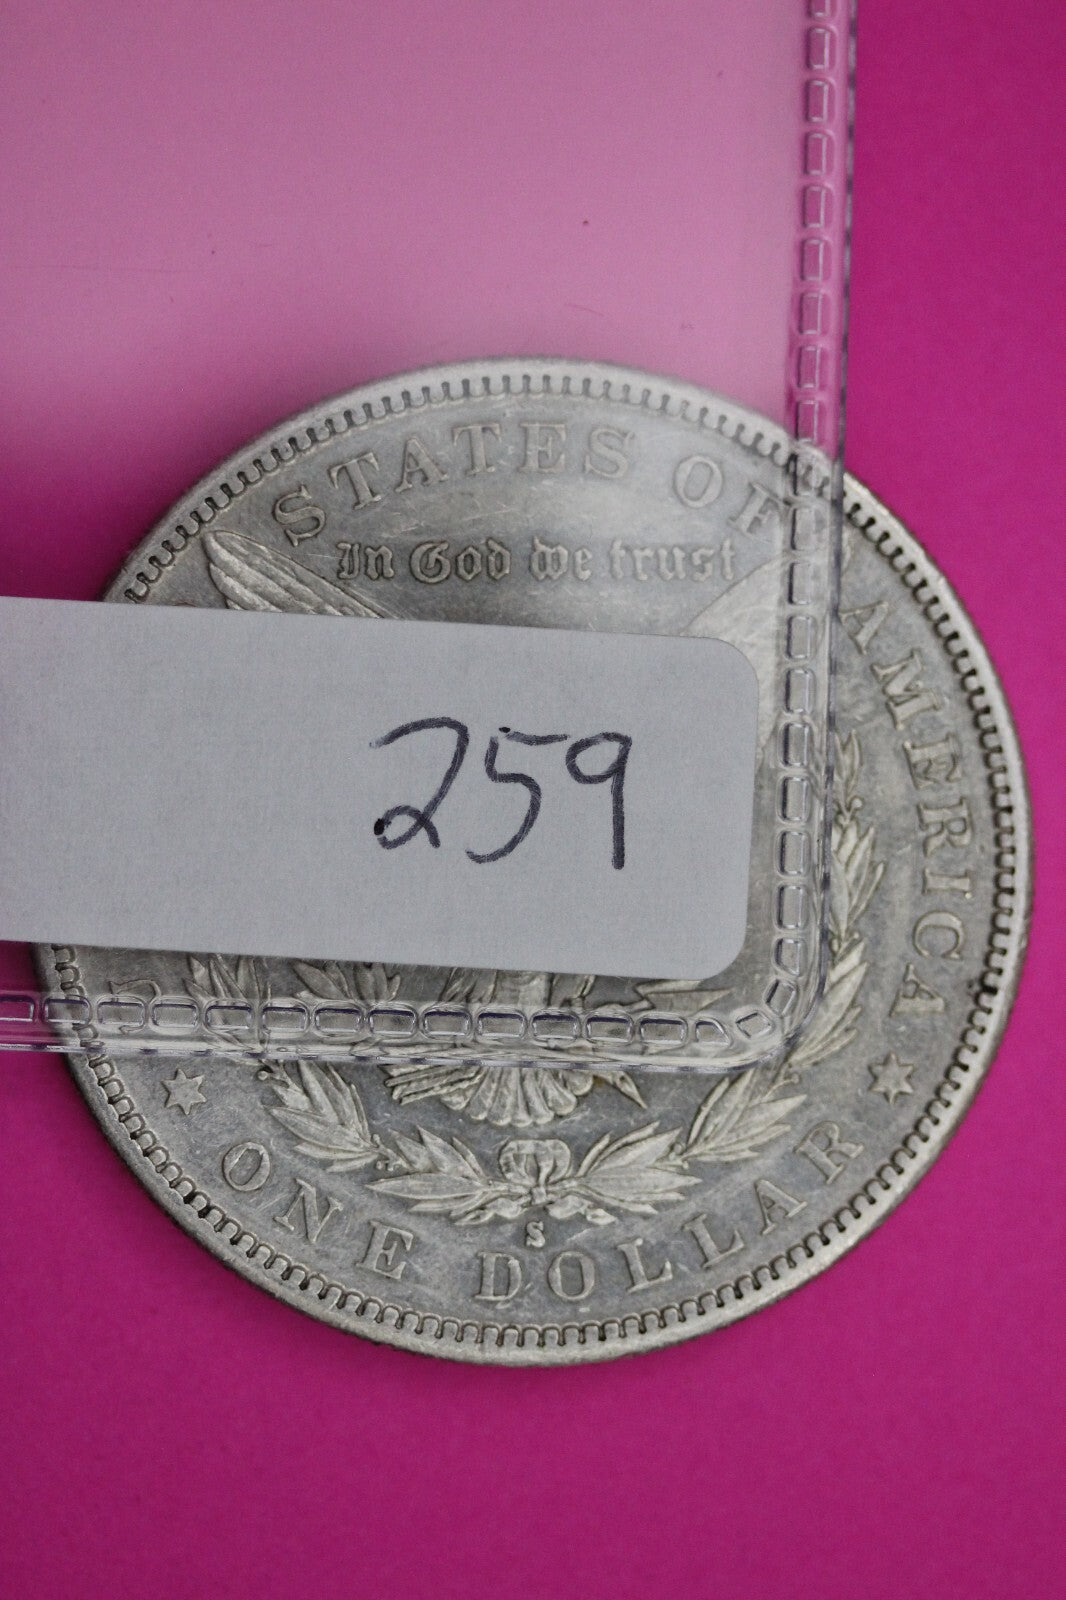 STATES OF AMERICA
In God we trust
259
S
ONE DOLLAR